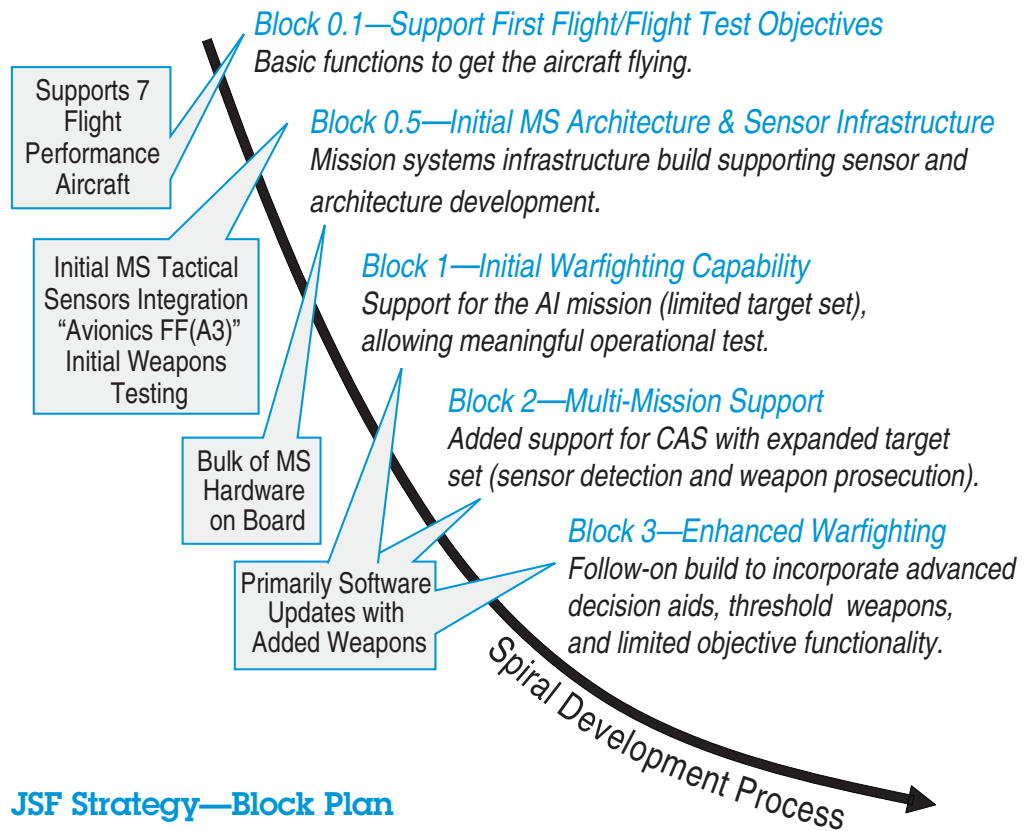 Block 0.1—Support First Flight/Flight Test Objectives
Basic functions to get the aircraft flying.
Supports 7
Flight
Performance
Aircraft
Block 0.5—Initial MS Architecture & Sensor Infrastructure
Mission systems infrastructure build supporting sensor and
architecture development.
Initial MS Tactical
Sensors Integration
“Avionics FF(A3)”
Initial Weapons
Testing
Block 1—Initial Warfighting Capability
Support for the AI mission (limited target set),
allowing meaningful operational test.
Bulk of MS
Hardware
on Board
Block 2—Multi-Mission Support
Added support for CAS with expanded target
set (sensor detection and weapon prosecution).
Primarily Software
Updates with
Added Weapons
Block 3—Enhanced Warfighting
Follow-on build to incorporate advanced
decision aids, threshold weapons,
and limited objective functionality.
Spiral Development Process
JSF Strategy—Block Plan